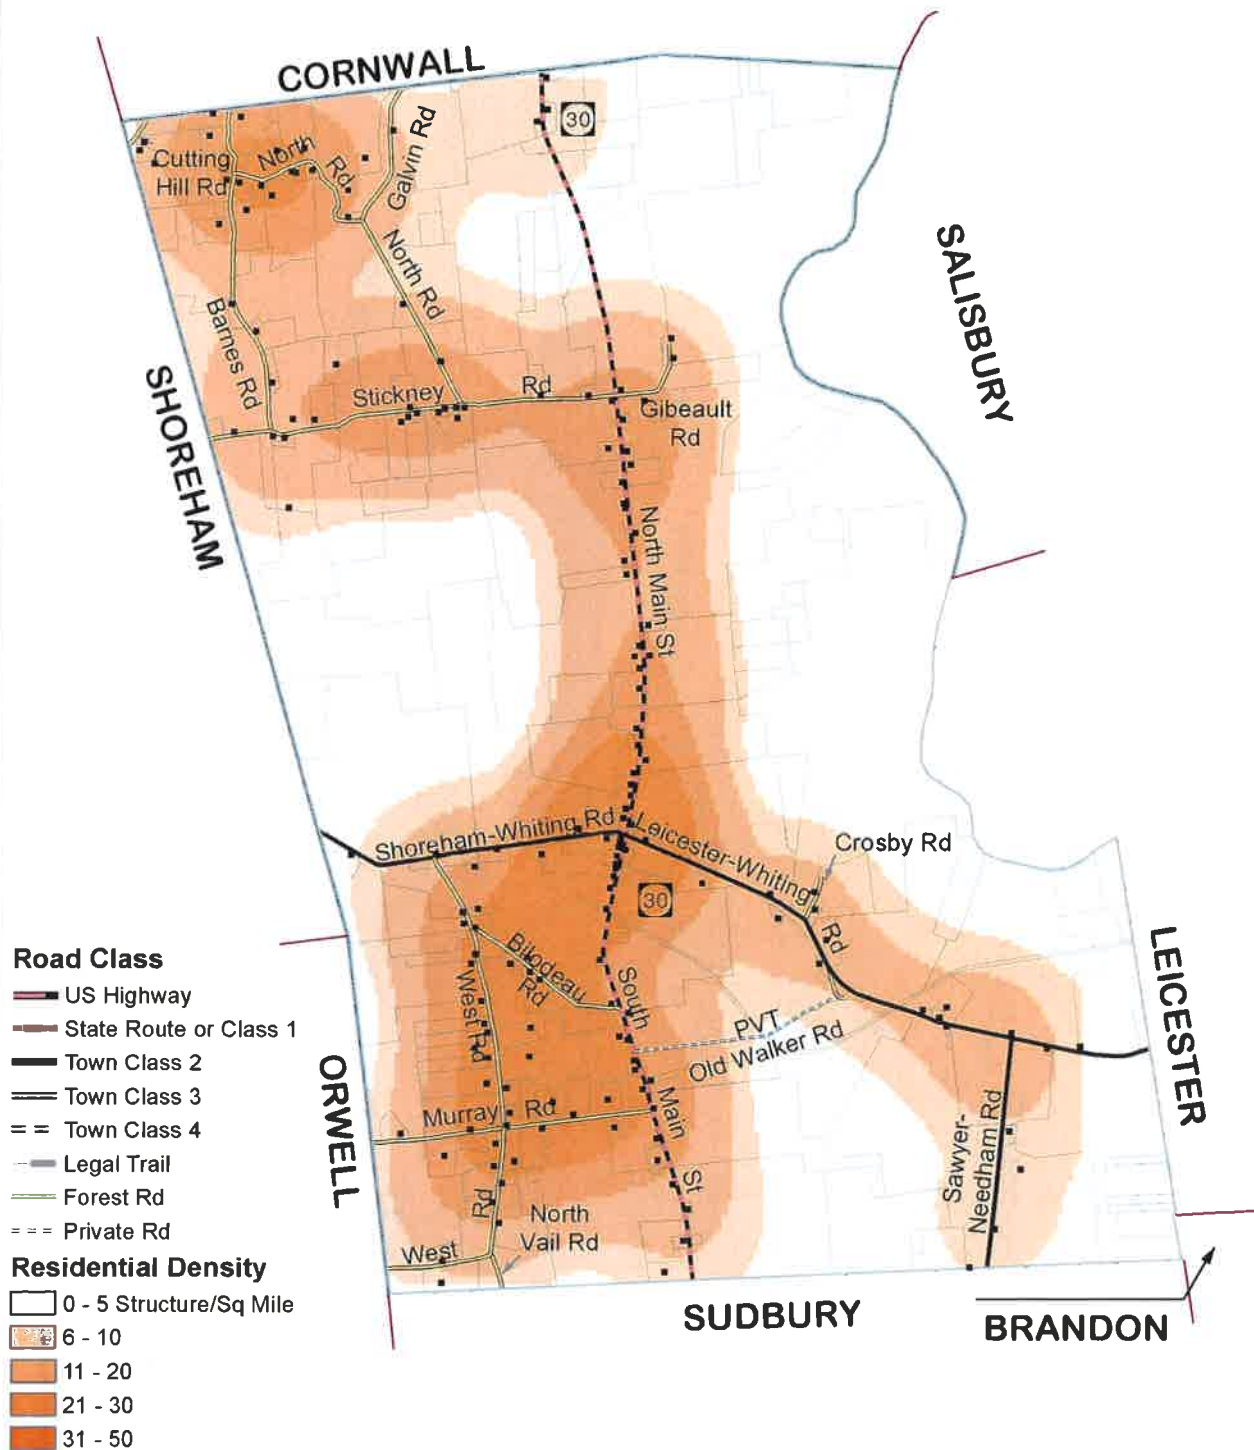 CORNWALL
30
Cutting
Hill Rd
North
Rd
Galvin Rd
North Rd
SALISBURY
Barnes Rd
SHOREHAM
Stickney
Rd
Gibeault
Rd
North Main St
Shoreham-Whiting Rd
Leicester-Whiting
Rd
Crosby Rd
30
Bilodeau
Rd
West Rd
South
Main
St
PVT
Old Walker Rd
LEICESTER
ORWELL
Murray
Rd
Sawyer-
Needham Rd
Rd
North
Vail Rd
West
SUDBURY
BRANDON
Road Class
US Highway
State Route or Class 1
Town Class 2
Town Class 3
Town Class 4
Legal Trail
Forest Rd
Private Rd
Residential Density
0 - 5 Structure/Sq Mile
6 - 10
11 - 20
21 - 30
31 - 50